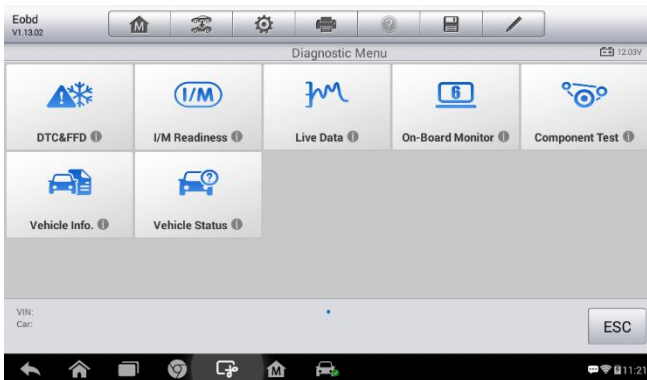 Eobd
V1.13.02
M
Diagnostic Menu
12.03V
I/M
6
DTC&FFD
I/M Readiness
Live Data
On-Board Monitor
Component Test
Vehicle Info.
Vehicle Status
VIN:
Car:
ESC
M
11:21